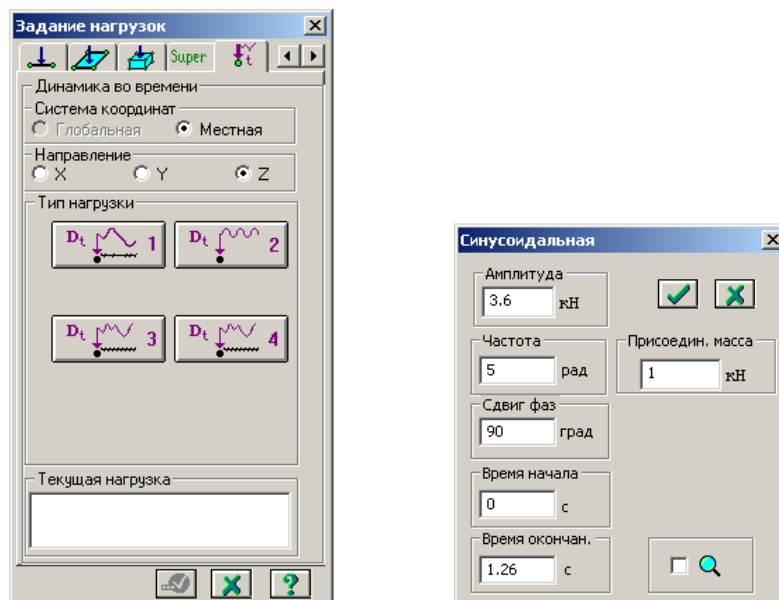 Задание нагрузок
Super t
Динамика во времени
Система координат
Глобальная Местная
Направление
X Y Z
Тип нагрузки
Dt 1 Dt 2
Dt 3 Dt 4
Текущая нагрузка
?
Синусоидальная
Амплитуда
3.6 кН
Частота
5 рад
Присоедин. масса
1 кН
Сдвиг фаз
90 град
Время начала
0 с
Время окончан.
1.26 с